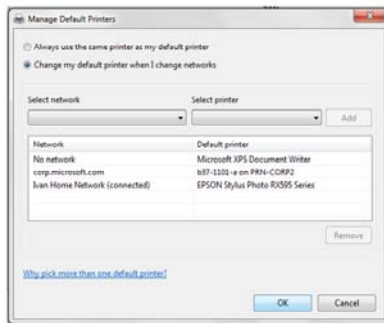 Manage Default Printers
Always use the same printer as my default printer
Change my default printer when I change networks
Select network
Select printer
Add
Network Default printer
No network Microsoft XPS Document Writer
corp.microsoft.com b37-1101-a on PRN-CORP2
Ivan Home Network (connected) EPSON Stylus Photo RX595 Series
Remove
Why pick more than one default printer?
OK Cancel